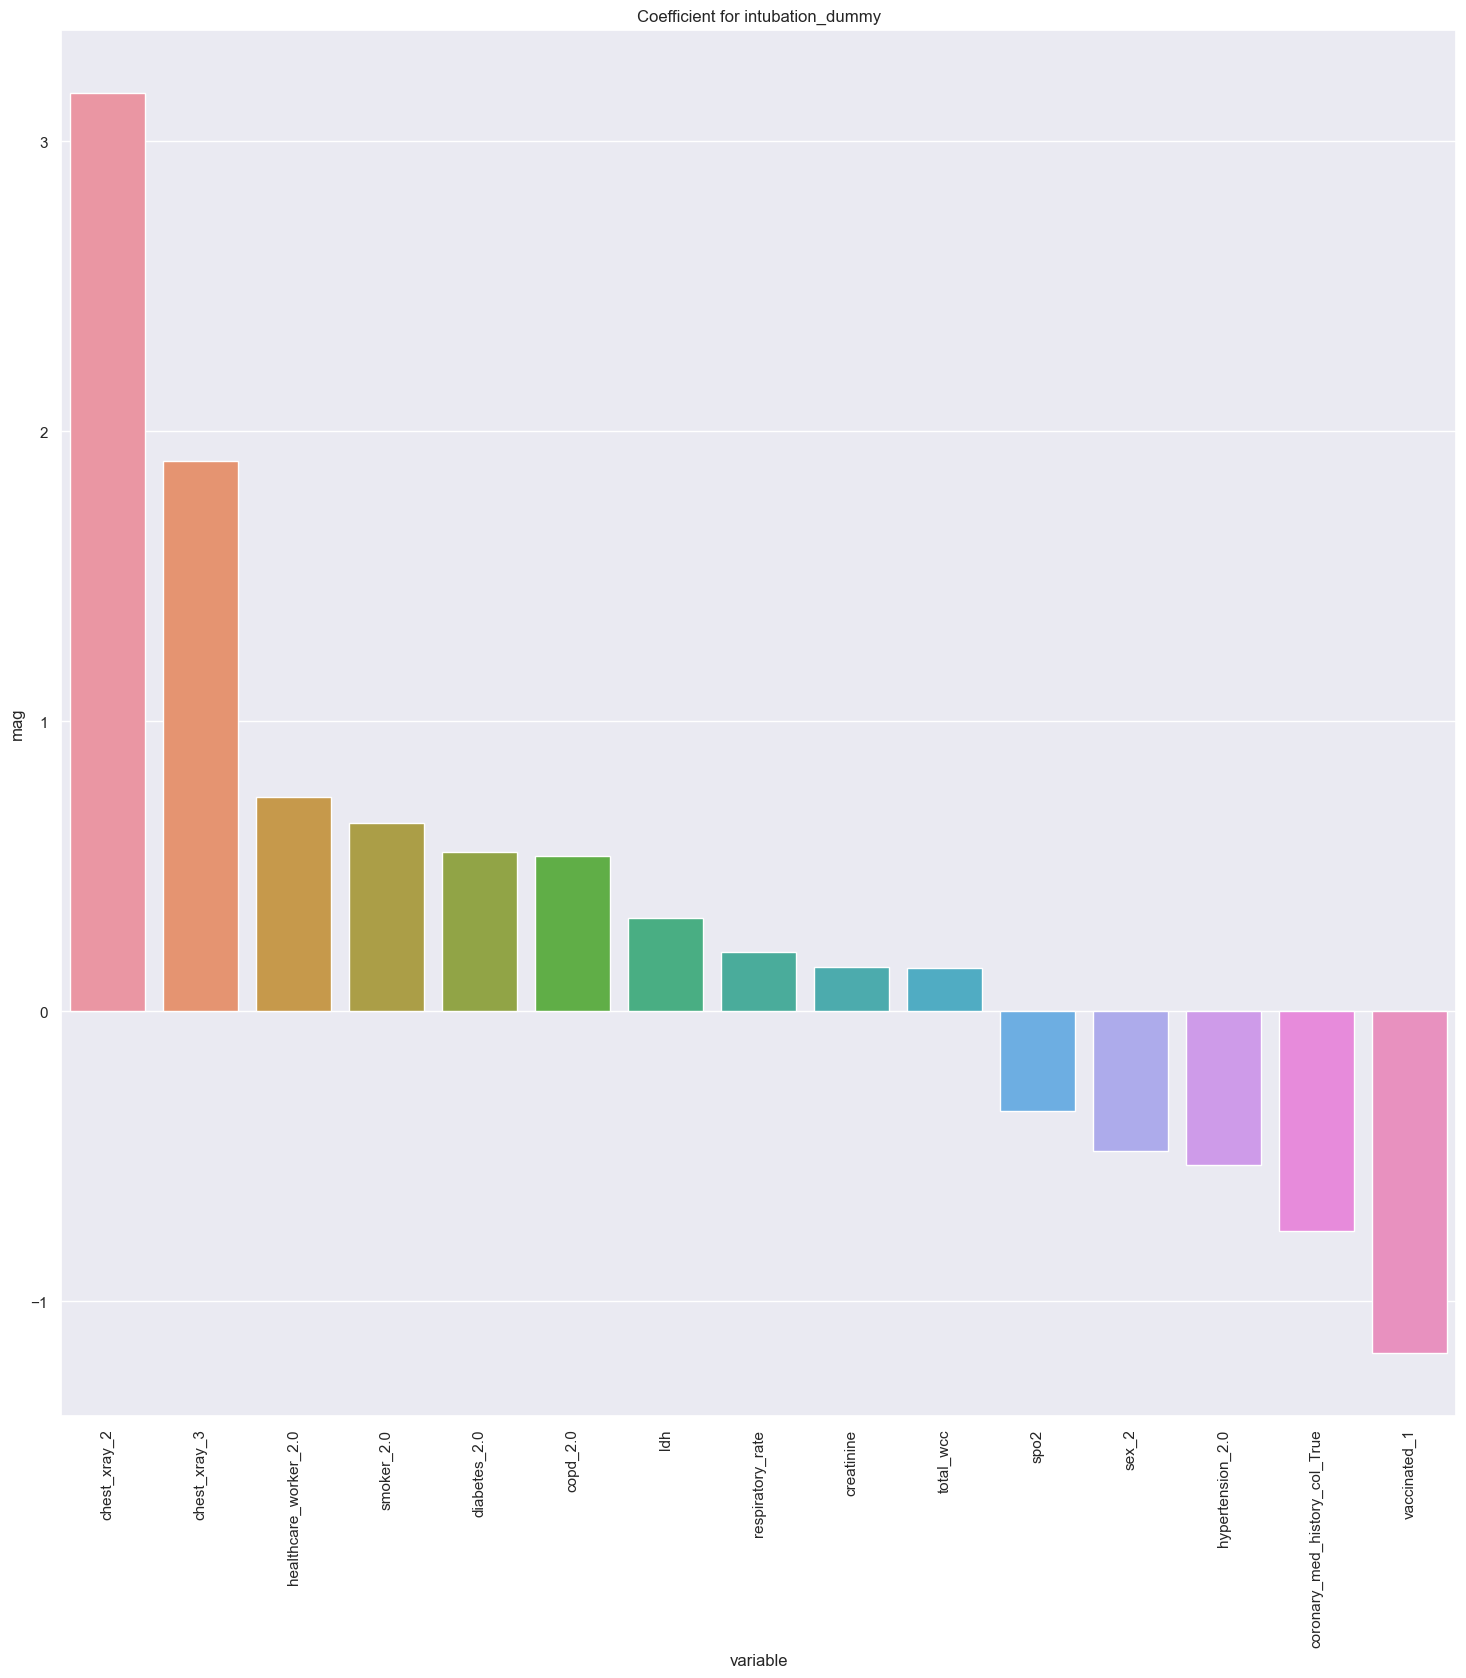 Coefficient for intubation_dummy
3
2
1
0
−1
mag
chest_xray_2
chest_xray_3
healthcare_worker_2.0
smoker_2.0
diabetes_2.0
copd_2.0
ldh
respiratory_rate
creatinine
total_wcc
spo2
sex_2
hypertension_2.0
coronary_med_history_col_True
vaccinated_1
variable